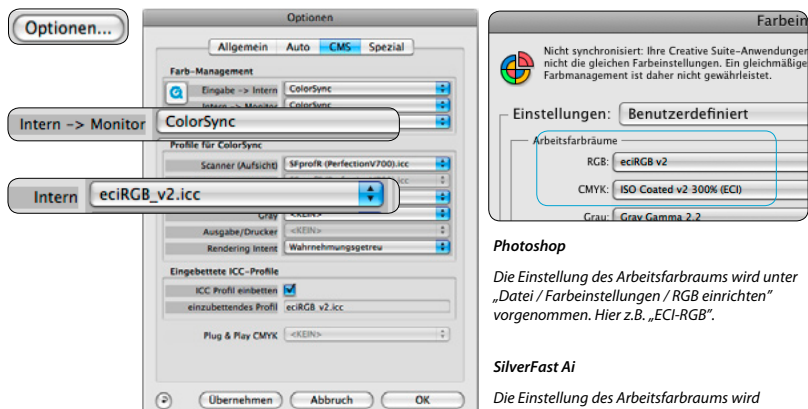 Optionen...
Optionen
Allgemein Auto CMS Spezial
Farb-Management
Eingabe -> Intern ColorSync
Intern -> Monitor ColorSync
Intern -> Monitor ColorSync
Profile für ColorSync
Scanner (Aufsicht) SFprofR (PerfectionV700).icc
Intern eciRGB_v2.icc
Gray <KEIN>
Ausgabe/Drucker <KEIN>
Rendering Intent Wahrnehmungsgetreu
Eingebettete ICC-Profile
ICC Profil einbetten
einzubettendes Profil eciRGB_v2.icc
Plug & Play CMYK <KEIN>
Übernehmen Abbruch OK
Farbein
Nicht synchronisiert: Ihre Creative Suite-Anwendungen
nicht die gleichen Farbeinstellungen. Ein gleichmäßige
Farbmanagement ist daher nicht gewährleistet.
Einstellungen: Benutzerdefiniert
Arbeitsfarbräume
RGB: eciRGB v2
CMYK: ISO Coated v2 300% (ECI)
Grau: Gray Gamma 2.2
Photoshop
Die Einstellung des Arbeitsfarbraums wird unter
„Datei / Farbeinstellungen / RGB einrichten”
vorgenommen. Hier z.B. „ECI-RGB”.
SilverFast Ai
Die Einstellung des Arbeitsfarbraums wird